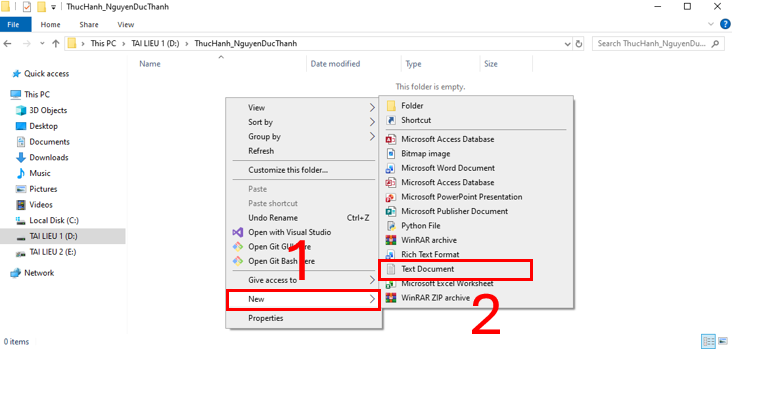 ThucHanh_NguyenDucThanh
File Home Share View
This PC > TAI LIEU 1 (D:) > ThucHanh_NguyenDucThanh
Search ThucHanh_NguyenDu...
Name Date modified Type Size
This folder is empty.
Quick access
This PC
3D Objects
Desktop
Documents
Downloads
Music
Pictures
Videos
Local Disk (C:)
TAI LIEU 1 (D:)
TAI LIEU 2 (E:)
Network
View
Sort by
Group by
Refresh
Customize this folder...
Paste
Paste shortcut
Undo Rename Ctrl+Z
Open with Visual Studio
Open Git GUI
Open Git Bash
Give access to
New
Properties
1
Folder
Shortcut
Microsoft Access Database
Bitmap image
Microsoft Word Document
Microsoft Access Database
Microsoft PowerPoint Presentation
Microsoft Publisher Document
Python File
WinRAR archive
Rich Text Format
Text Document
Microsoft Excel Worksheet
WinRAR ZIP archive
2
0 items